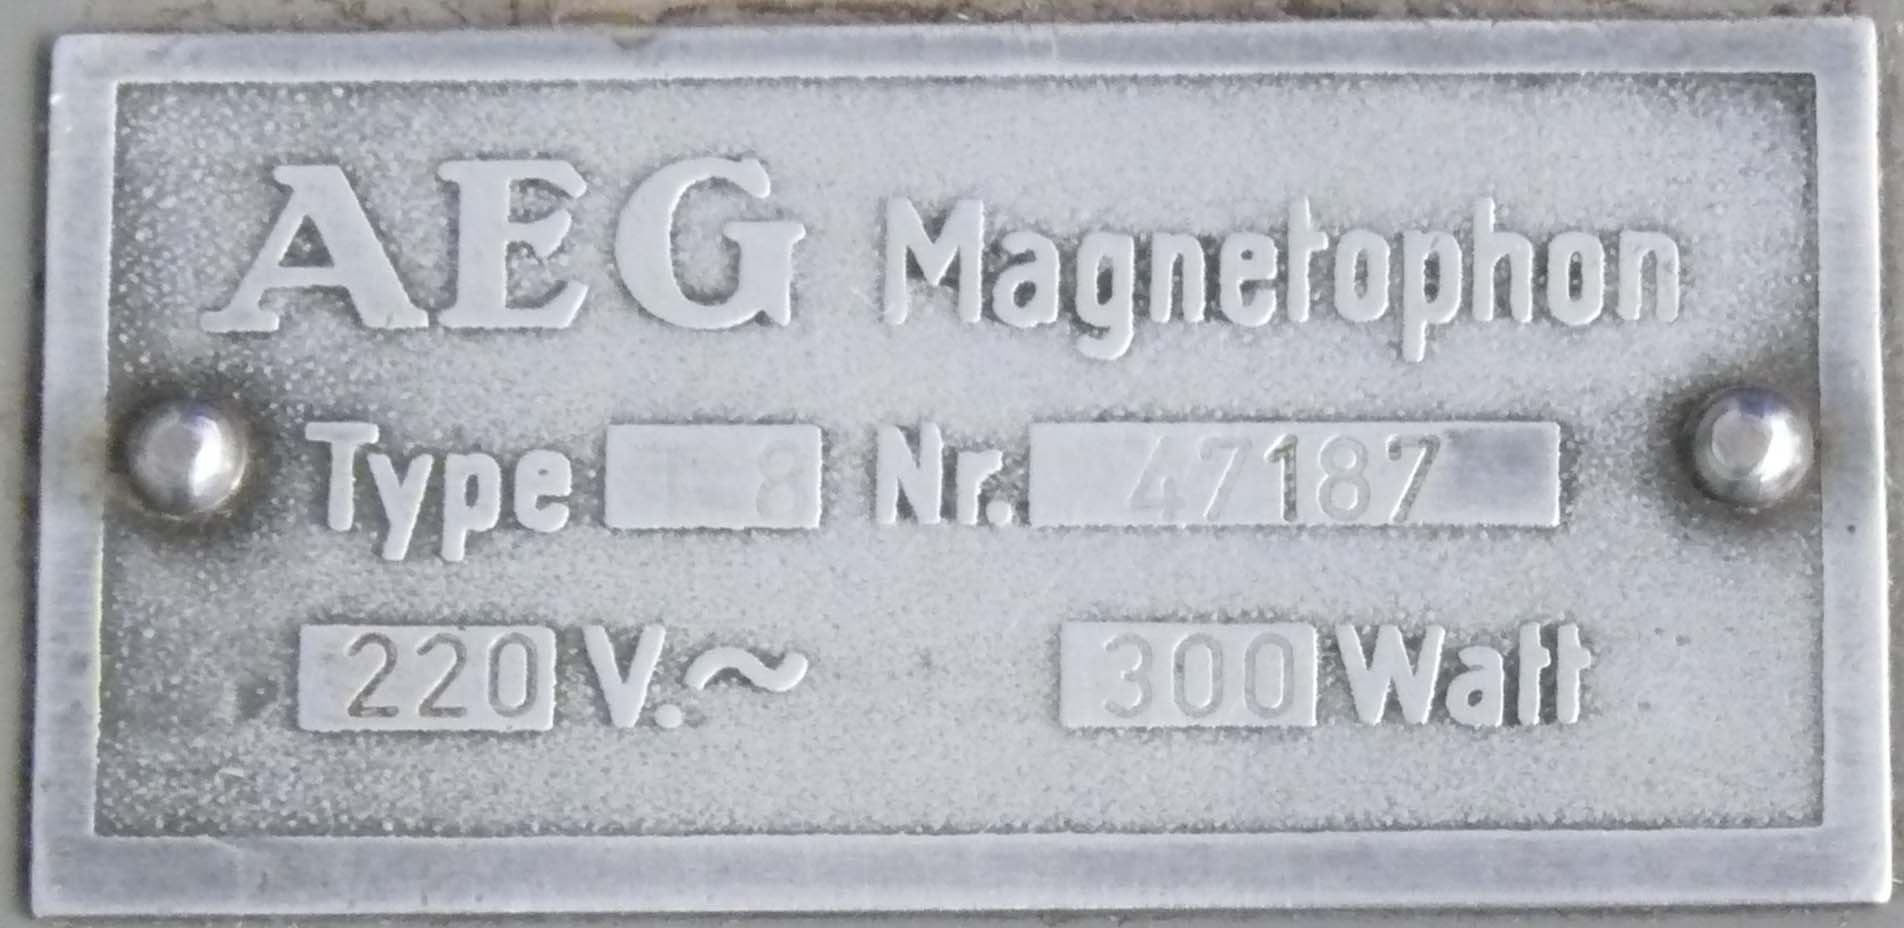 AEG Magnetophon
Type T 8 Nr. 47187
220 V.~ 300 Watt